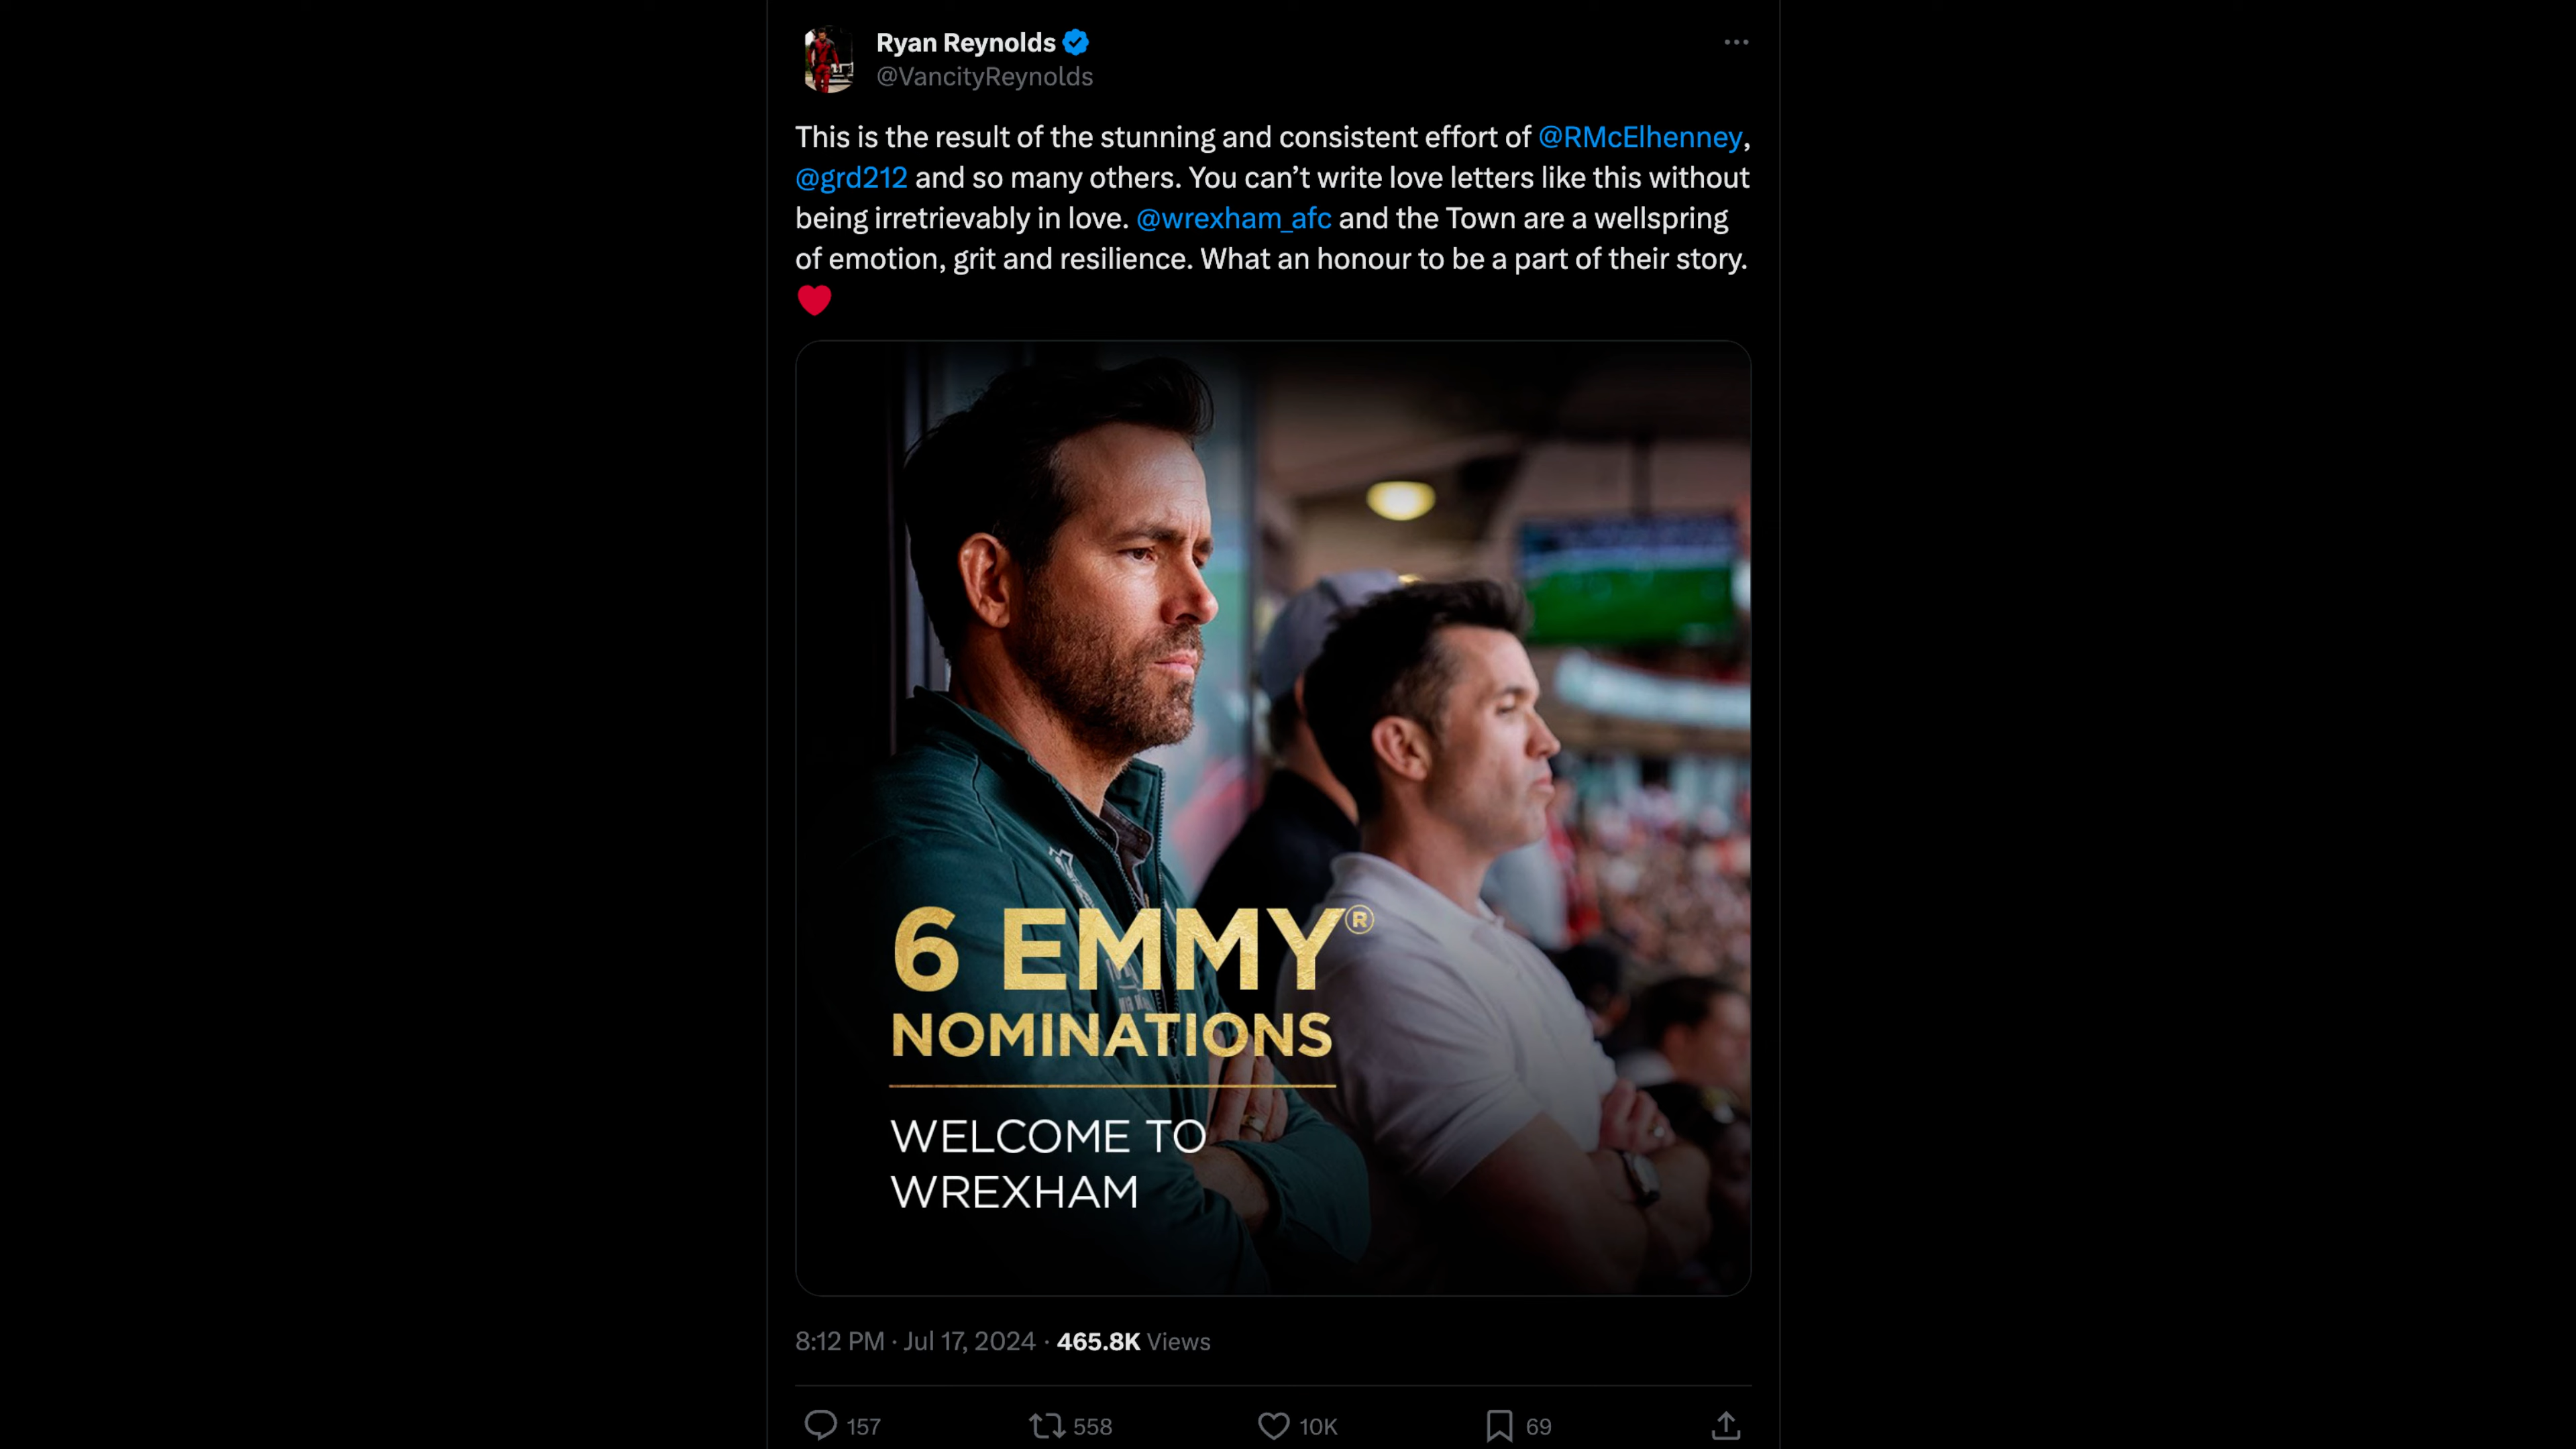 Ryan Reynolds
@VancityReynolds
This is the result of the stunning and consistent effort of @RMcElhenney,
@grd212 and so many others. You can’t write love letters like this without
being irretrievably in love. @wrexham_afc and the Town are a wellspring
of emotion, grit and resilience. What an honour to be a part of their story.
❤️
6 EMMY®
NOMINATIONS
WELCOME TO
WREXHAM
8:12 PM · Jul 17, 2024 · 465.8K Views
157 558 10K 69